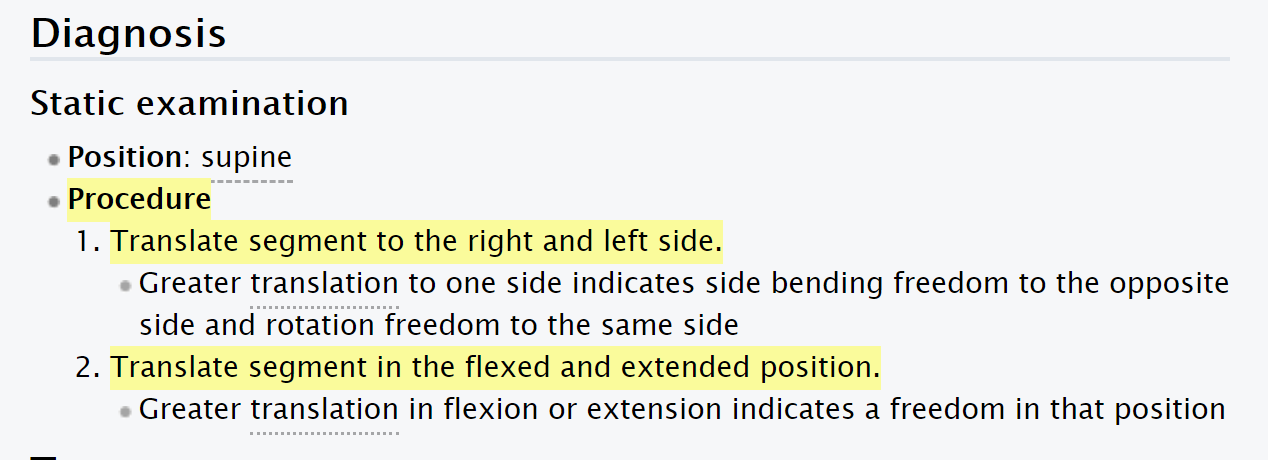 Diagnosis
Static examination
Position: supine
Procedure
1. Translate segment to the right and left side.
Greater translation to one side indicates side bending freedom to the opposite
side and rotation freedom to the same side
2. Translate segment in the flexed and extended position.
Greater translation in flexion or extension indicates a freedom in that position